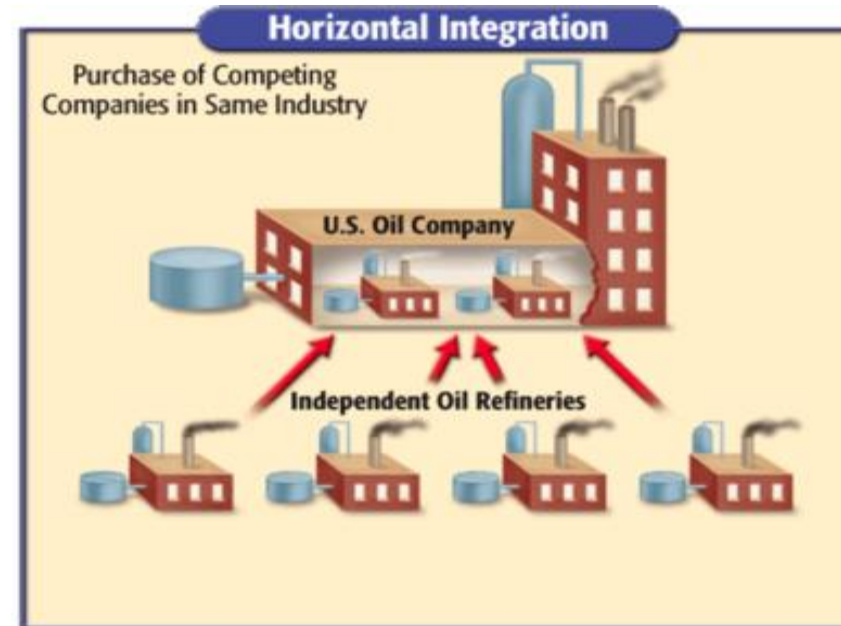 Horizontal Integration
Purchase of Competing
Companies in Same Industry
U.S. Oil Company
Independent Oil Refineries